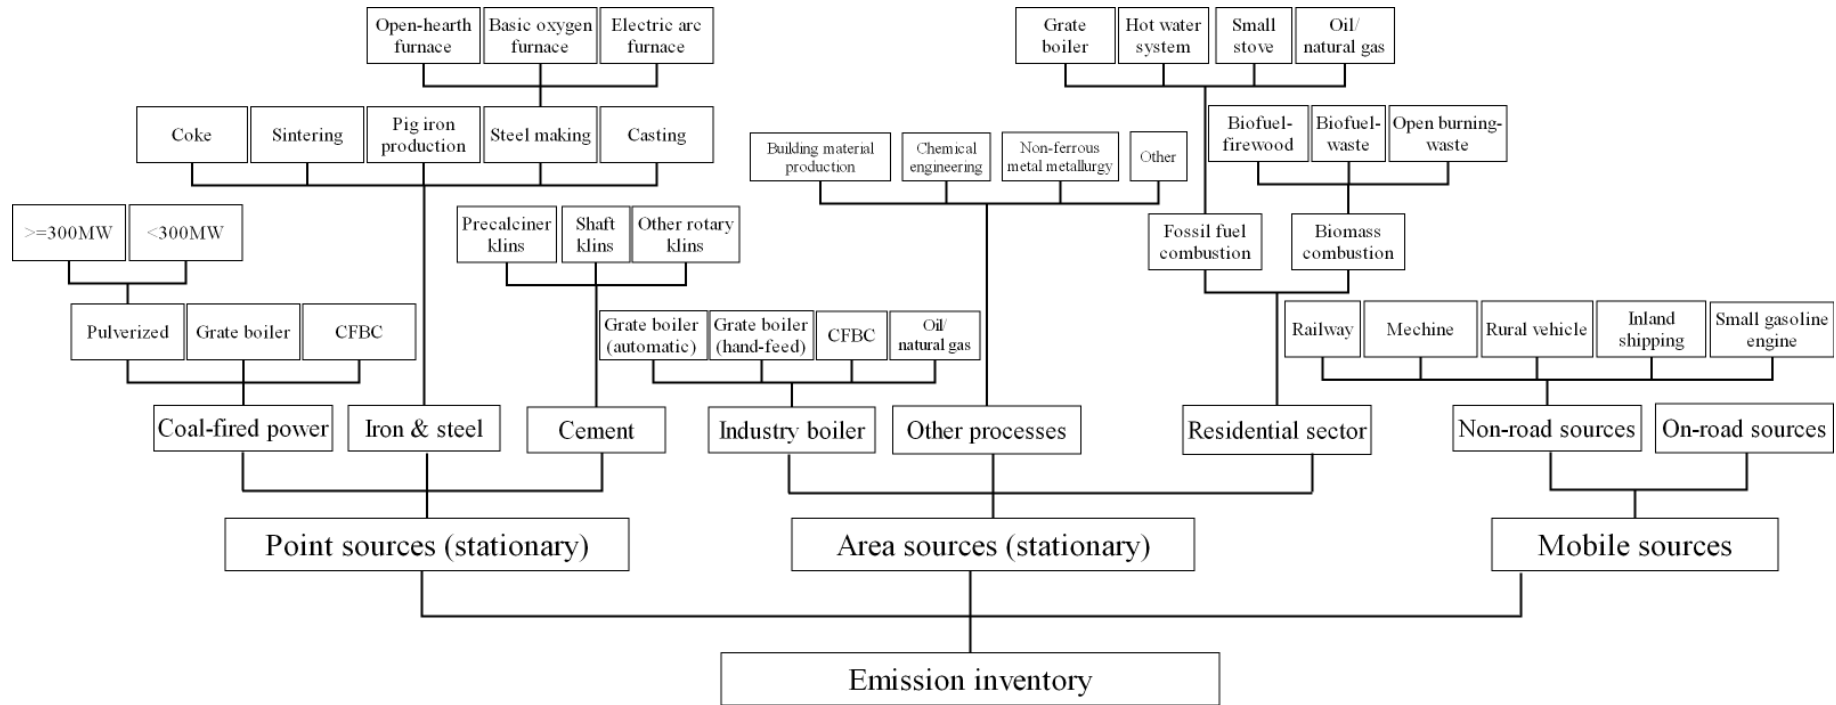 Open-hearth
furnace
Basic oxygen
furnace
Electric arc
furnace
Grate
boiler
Hot water
system
Small
stove
Oil/
natural gas
Coke
Sintering
Pig iron
production
Steel making
Casting
Building material
production
Chemical
engineering
Non-ferrous
metal metallurgy
Other
Biofuel-
firewood
Biofuel-
waste
Open burning-
waste
>=300MW
<300MW
Precalciner
klins
Shaft
klins
Other rotary
klins
Fossil fuel
combustion
Biomass
combustion
Pulverized
Grate boiler
CFBC
Grate boiler
(automatic)
Grate boiler
(hand-feed)
CFBC
Oil/
natural gas
Railway
Mechine
Rural vehicle
Inland
shipping
Small gasoline
engine
Coal-fired power
Iron & steel
Cement
Industry boiler
Other processes
Residential sector
Non-road sources
On-road sources
Point sources (stationary)
Area sources (stationary)
Mobile sources
Emission inventory